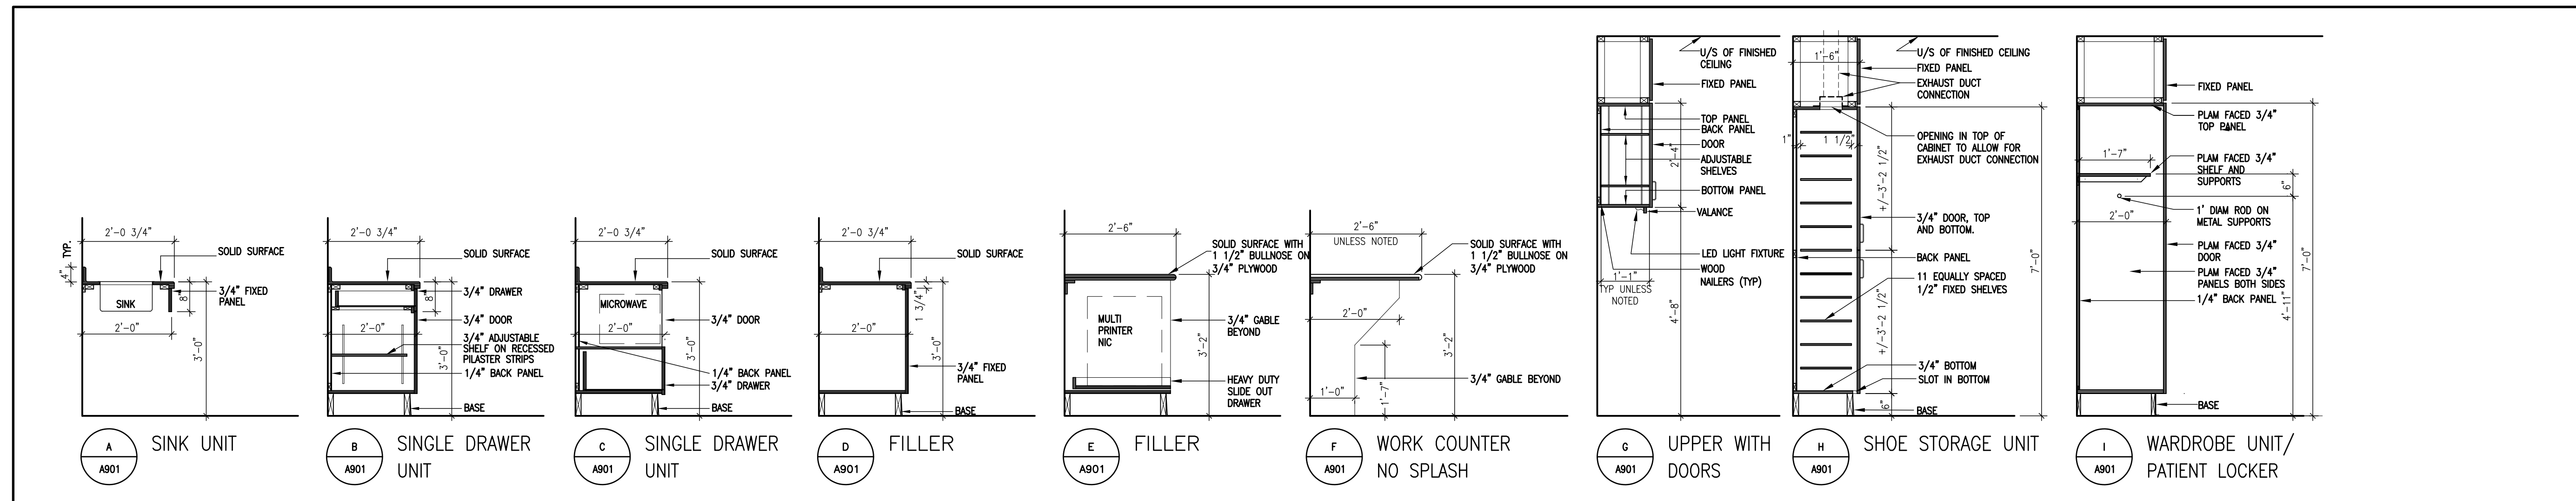 4" TYP.
2'-0 3/4"
SOLID SURFACE
SINK
8"
3/4" FIXED
PANEL
2'-0"
3'-0"
A
A901
SINK UNIT
2'-0 3/4"
SOLID SURFACE
8"
3/4" DRAWER
3/4" DOOR
2'-0"
3/4" ADJUSTABLE
SHELF ON RECESSED
PILASTER STRIPS
1/4" BACK PANEL
3'-0"
BASE
B
A901
SINGLE DRAWER
UNIT
2'-0 3/4"
SOLID SURFACE
MICROWAVE
3/4" DOOR
2'-0"
3'-0"
1/4" BACK PANEL
3/4" DRAWER
BASE
C
A901
SINGLE DRAWER
UNIT
2'-0 3/4"
SOLID SURFACE
1 3/4"
2'-0"
3'-0"
3/4" FIXED
PANEL
BASE
D
A901
FILLER
2'-6"
SOLID SURFACE WITH
1 1/2" BULLNOSE ON
3/4" PLYWOOD
MULTI
PRINTER
NIC
3/4" GABLE
BEYOND
3'-2"
HEAVY DUTY
SLIDE OUT
DRAWER
E
A901
FILLER
2'-6"
UNLESS NOTED
SOLID SURFACE WITH
1 1/2" BULLNOSE ON
3/4" PLYWOOD
2'-0"
3'-2"
3/4" GABLE BEYOND
1'-0"
1'-7"
F
A901
WORK COUNTER
NO SPLASH
U/S OF FINISHED
CEILING
FIXED PANEL
TOP PANEL
BACK PANEL
DOOR
2'-4"
ADJUSTABLE
SHELVES
BOTTOM PANEL
VALANCE
LED LIGHT FIXTURE
WOOD
NAILERS (TYP)
1'-1"
TYP UNLESS
NOTED
4'-8"
G
A901
UPPER WITH
DOORS
1'-6"
U/S OF FINISHED CEILING
FIXED PANEL
EXHAUST DUCT
CONNECTION
1"
1 1/2"
OPENING IN TOP OF
CABINET TO ALLOW FOR
EXHAUST DUCT CONNECTION
+/-3'-2 1/2"
3/4" DOOR, TOP
AND BOTTOM.
BACK PANEL
7'-0"
11 EQUALLY SPACED
1/2" FIXED SHELVES
+/-3'-2 1/2"
3/4" BOTTOM
SLOT IN BOTTOM
6"
BASE
H
A901
SHOE STORAGE UNIT
FIXED PANEL
PLAM FACED 3/4"
TOP PANEL
1'-7"
PLAM FACED 3/4"
SHELF AND
SUPPORTS
6"
1' DIAM ROD ON
METAL SUPPORTS
2'-0"
PLAM FACED 3/4"
DOOR
PLAM FACED 3/4"
PANELS BOTH SIDES
1/4" BACK PANEL
4'-11"
7'-0"
BASE
I
A901
WARDROBE UNIT/
PATIENT LOCKER